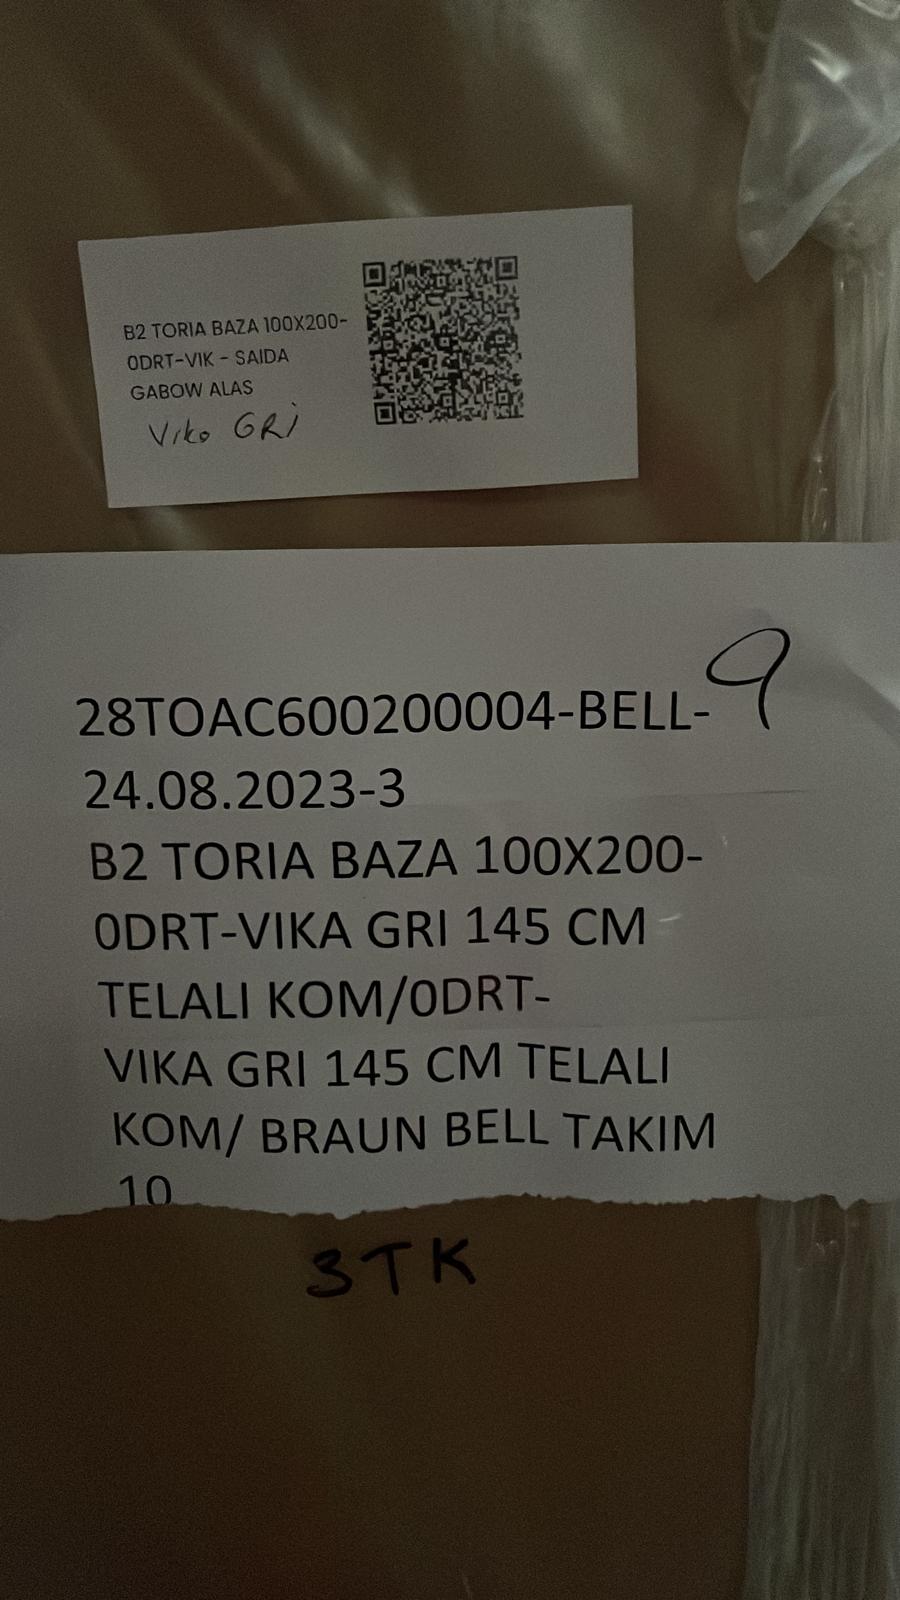 B2 TORIA BAZA 100X200-
0DRT-VIK - SAIDA
GABOW ALAS
Vika GRİ
28TOAC600200004-BELL-9
24.08.2023-3
B2 TORIA BAZA 100X200-
0DRT-VIKA GRI 145 CM
TELALI KOM/0DRT-
VIKA GRI 145 CM TELALI
KOM/ BRAUN BELL TAKIM
10
3TK